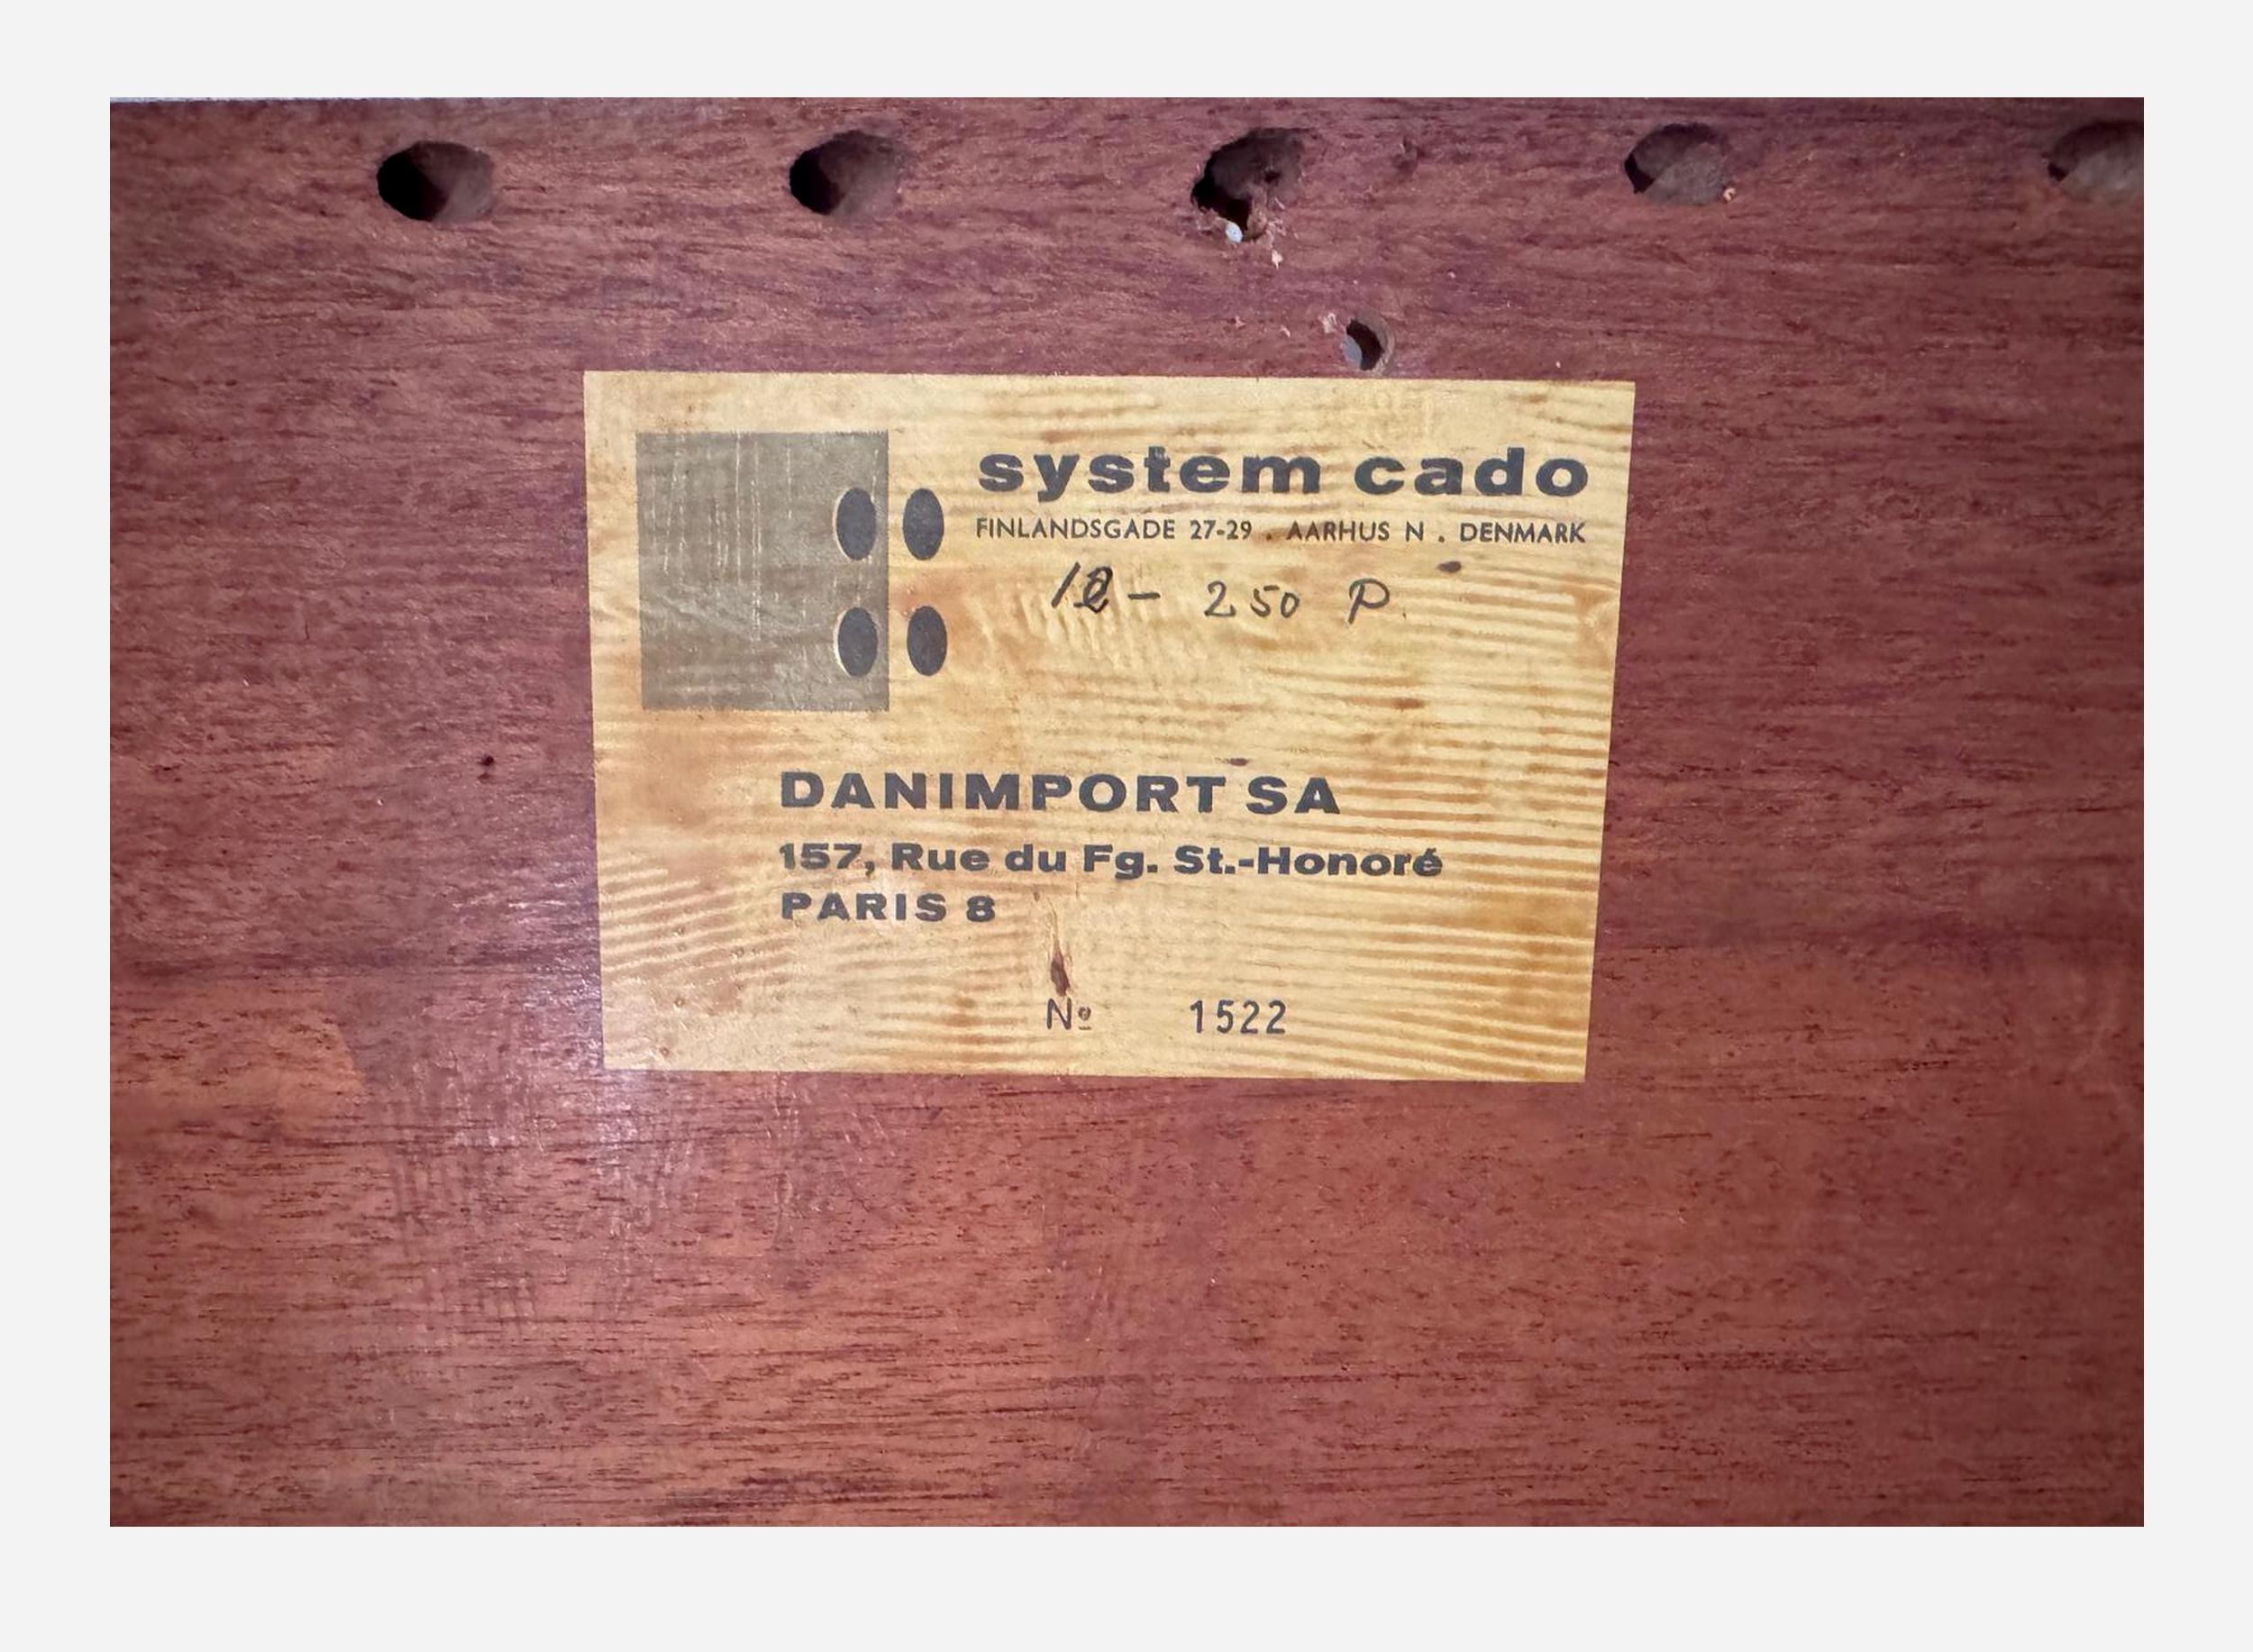 system cado
FINLANDSGADE 27-29 . AARHUS N . DENMARK
- 250 P.
DANIMPORT SA
157, Rue du Fg. St.-Honoré
PARIS 8
Nº 1522